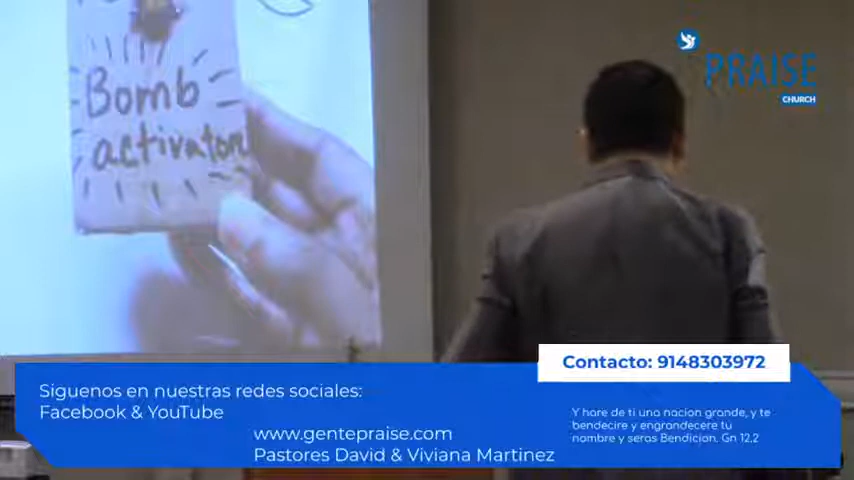 Bomb
activator
PRAISE
CHURCH
Contacto: 9148303972
Síguenos en nuestras redes sociales:
Facebook & YouTube
www.gentepraise.com
Pastores David & Viviana Martinez
Y hare de ti una nacion grande, y te
bendecire y engrandecere tu
nombre y seras Bendicion. Gn 12,2